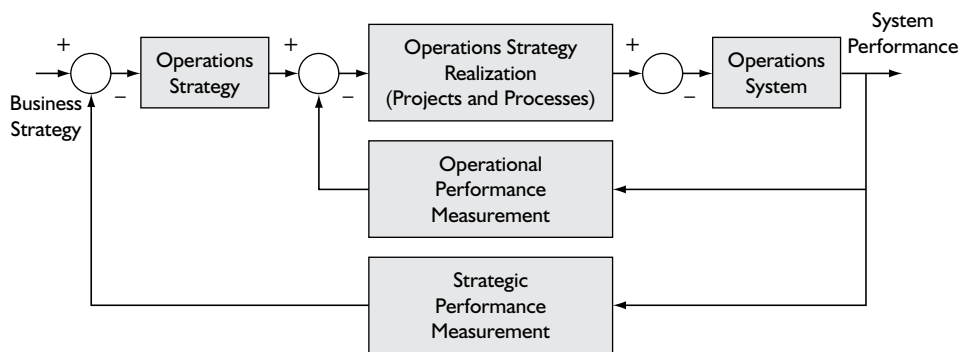 System
Performance
+
Operations
Strategy
+
Operations Strategy
Realization
(Projects and Processes)
+
Operations
System
−
−
−
Business
Strategy
Operational
Performance
Measurement
Strategic
Performance
Measurement